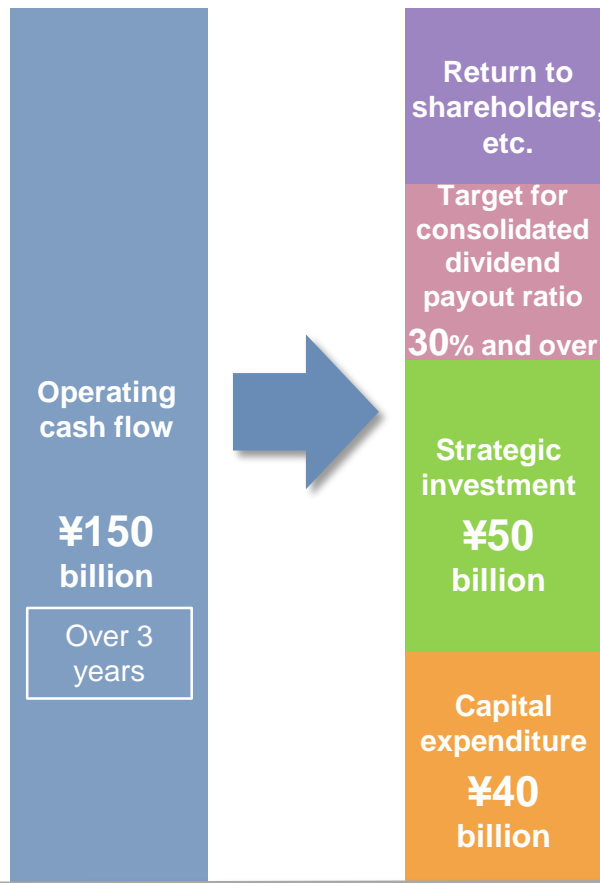 Operating
cash flow
¥150
billion
Over 3
years
Return to
shareholders,
etc.
Target for
consolidated
dividend
payout ratio
30% and over
Strategic
investment
¥50
billion
Capital
expenditure
¥40
billion